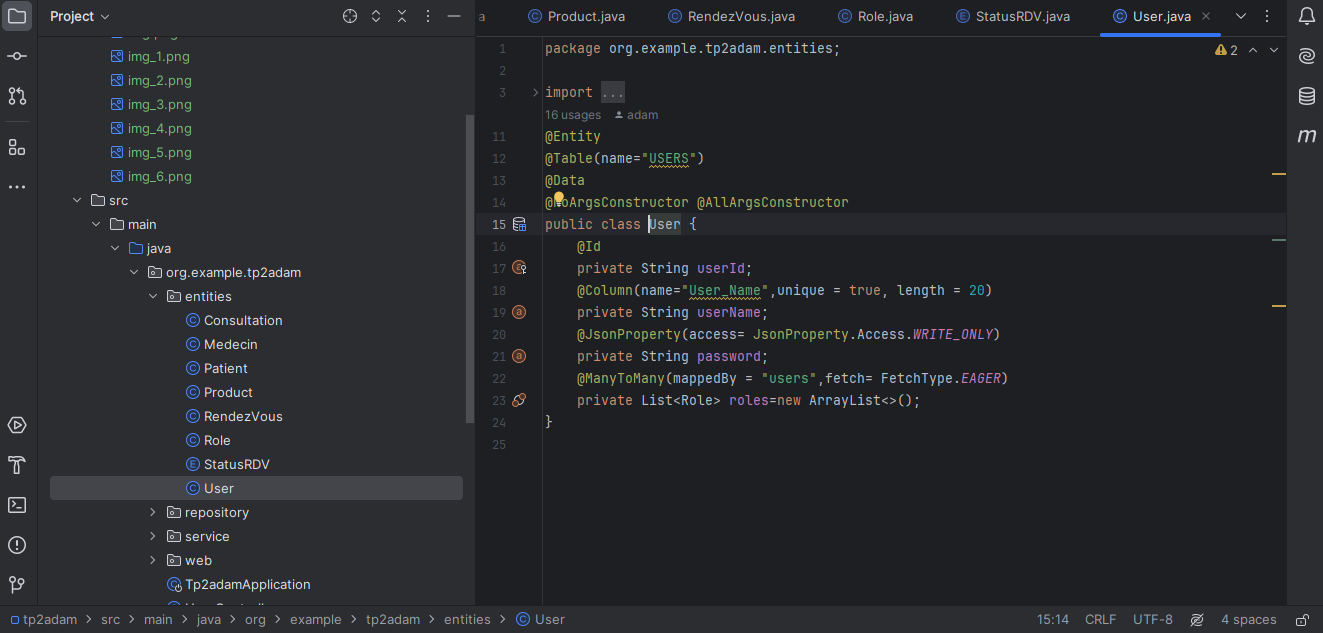 Project
img_1.png
img_2.png
img_3.png
img_4.png
img_5.png
img_6.png
src
main
java
org.example.tp2adam
entities
Consultation
Medecin
Patient
Product
RendezVous
Role
StatusRDV
User
repository
service
web
Tp2adamApplication
a Product.java RendezVous.java Role.java StatusRDV.java User.java
2
1 package org.example.tp2adam.entities;
2
3 import ...
16 usages adam
11 @Entity
12 @Table(name="USERS")
13 @Data
14 @NoArgsConstructor @AllArgsConstructor
15 public class User {
16 @Id
17 private String userId;
18 @Column(name="User_Name",unique = true, length = 20)
19 private String userName;
20 @JsonProperty(access= JsonProperty.Access.WRITE_ONLY)
21 private String password;
22 @ManyToMany(mappedBy = "users",fetch= FetchType.EAGER)
23 private List<Role> roles=new ArrayList<>();
24 }
25
m
tp2adam > src > main > java > org > example > tp2adam > entities > User
15:14 CRLF UTF-8 4 spaces